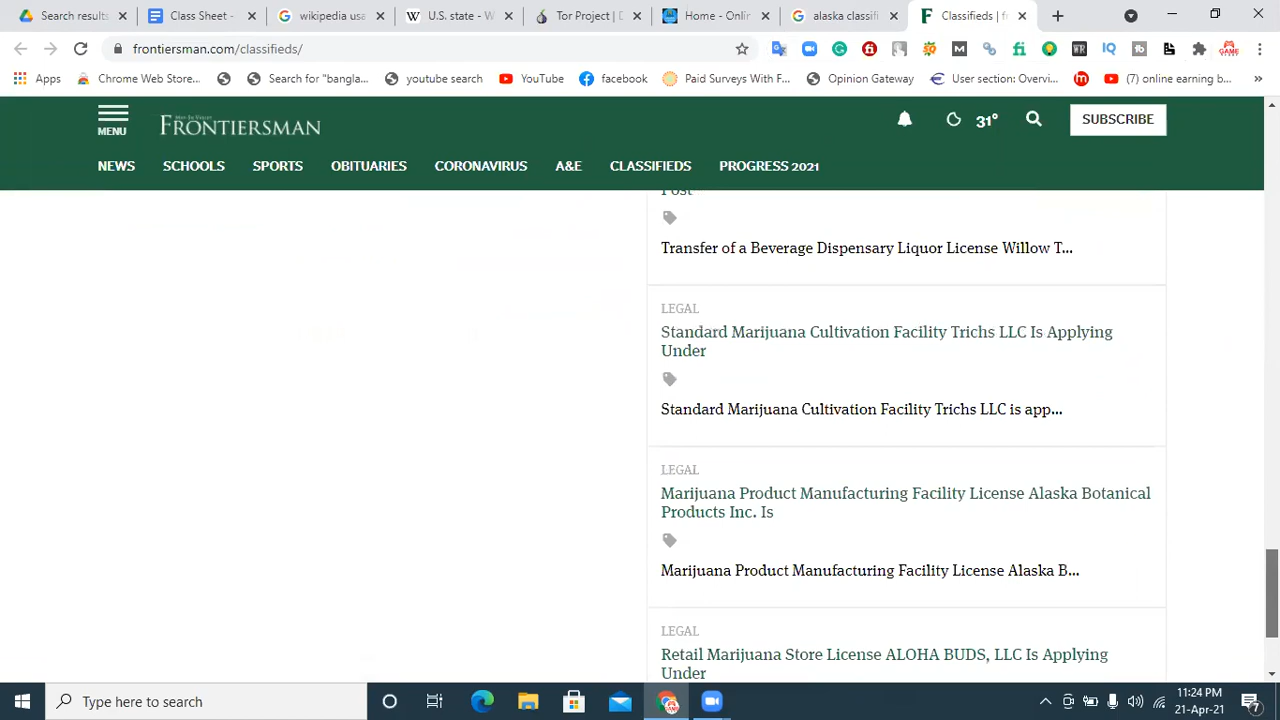 Search results
Class Sheet -
wikipedia usa
U.S. state - W
Tor Project | D
Home - Onlin
alaska classifi
Classifieds | fr
frontiersman.com/classifieds/
Apps
Chrome Web Store...
Search for "bangla...
youtube search
YouTube
facebook
Paid Surveys With F...
Opinion Gateway
User section: Overvi...
(7) online earning b...
MENU
FRONTIERSMAN
31°
SUBSCRIBE
NEWS
SCHOOLS
SPORTS
OBITUARIES
CORONAVIRUS
A&E
CLASSIFIEDS
PROGRESS 2021
Post
Transfer of a Beverage Dispensary Liquor License Willow T...
LEGAL
Standard Marijuana Cultivation Facility Trichs LLC Is Applying
Under
Standard Marijuana Cultivation Facility Trichs LLC is app...
LEGAL
Marijuana Product Manufacturing Facility License Alaska Botanical
Products Inc. Is
Marijuana Product Manufacturing Facility License Alaska B...
LEGAL
Retail Marijuana Store License ALOHA BUDS, LLC Is Applying
Under
Type here to search
11:24 PM
21-Apr-21
7